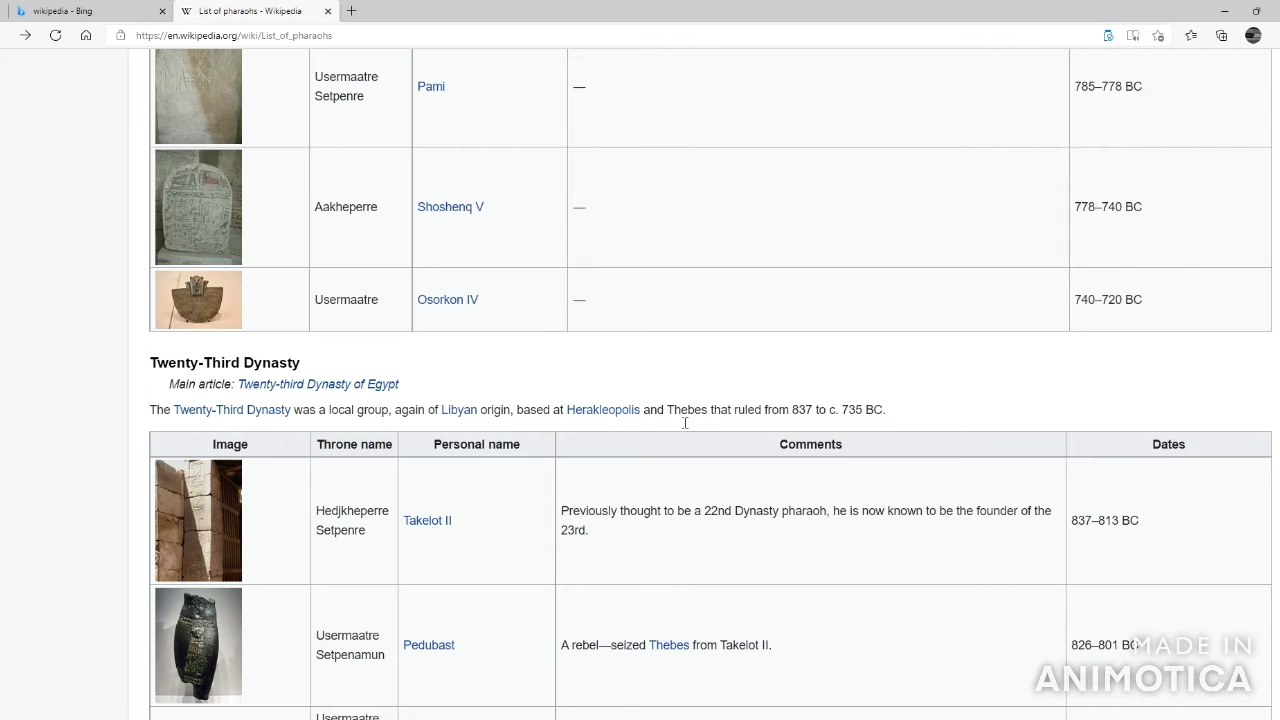 wikipedia - Bing
List of pharaohs - Wikipedia
https://en.wikipedia.org/wiki/List_of_pharaohs
Usermaatre
Setpenre
Pami
—
785–778 BC
Aakheperre
Shoshenq V
—
778–740 BC
Usermaatre
Osorkon IV
—
740–720 BC
Twenty-Third Dynasty
Main article: Twenty-third Dynasty of Egypt
The Twenty-Third Dynasty was a local group, again of Libyan origin, based at Herakleopolis and Thebes that ruled from 837 to c. 735 BC.
Image
Throne name
Personal name
Comments
Dates
Hedjkheperre
Setpenre
Takelot II
Previously thought to be a 22nd Dynasty pharaoh, he is now known to be the founder of the
23rd.
837–813 BC
Usermaatre
Setpenamun
Pedubast
A rebel—seized Thebes from Takelot II.
826–801 BC
Usermaatre
MADE IN
ANIMOTICA